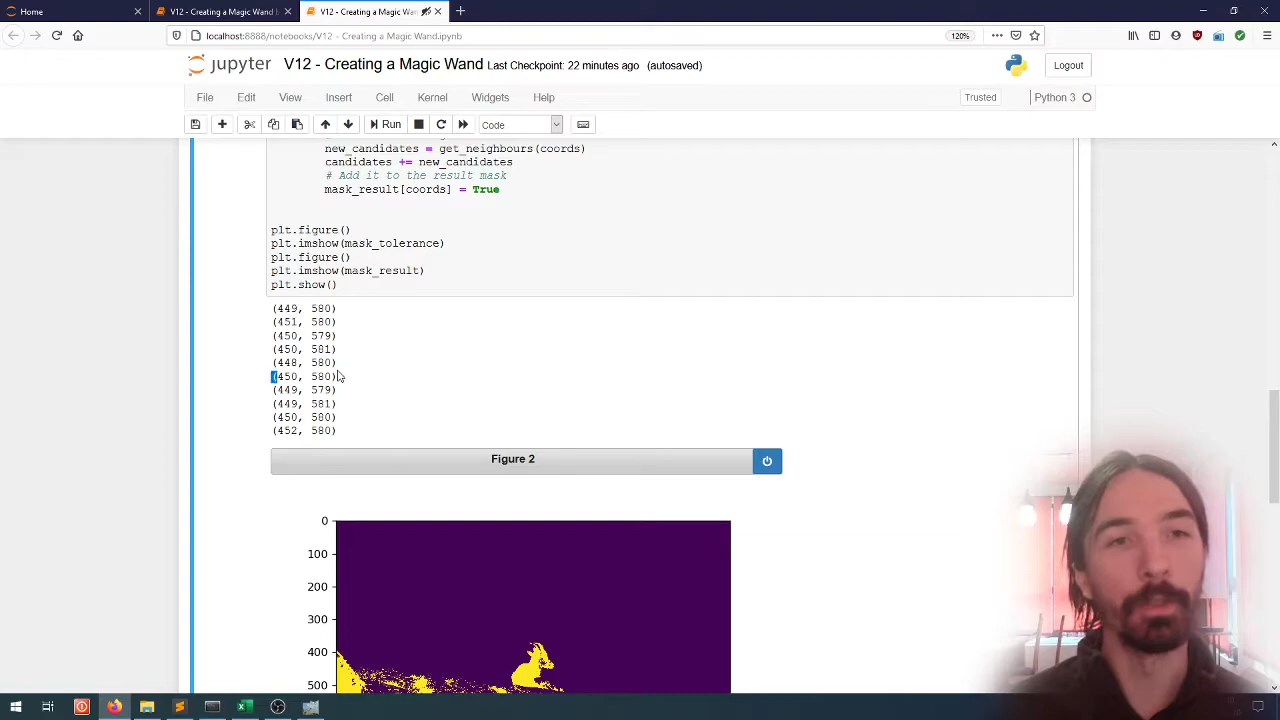 Home
V12 - Creating a Magic Wand
V12 - Creating a Magic Wan
localhost:8888/notebooks/V12 - Creating a Magic Wand.ipynb
120%
jupyter V12 - Creating a Magic Wand Last Checkpoint: 22 minutes ago (autosaved)
Logout
File Edit View Insert Cell Kernel Widgets Help
Trusted
Python 3
Run
Code
new_candidates = get_neighbours(coords)
candidates += new_candidates
# Add it to the result mask
mask_result[coords] = True
plt.figure()
plt.imshow(mask_tolerance)
plt.figure()
plt.imshow(mask_result)
plt.show()
(449, 580)
(451, 580)
(450, 579)
(450, 581)
(448, 580)
(450, 580)
(449, 579)
(449, 581)
(450, 580)
(452, 580)
Figure 2
0
100
200
300
400
500